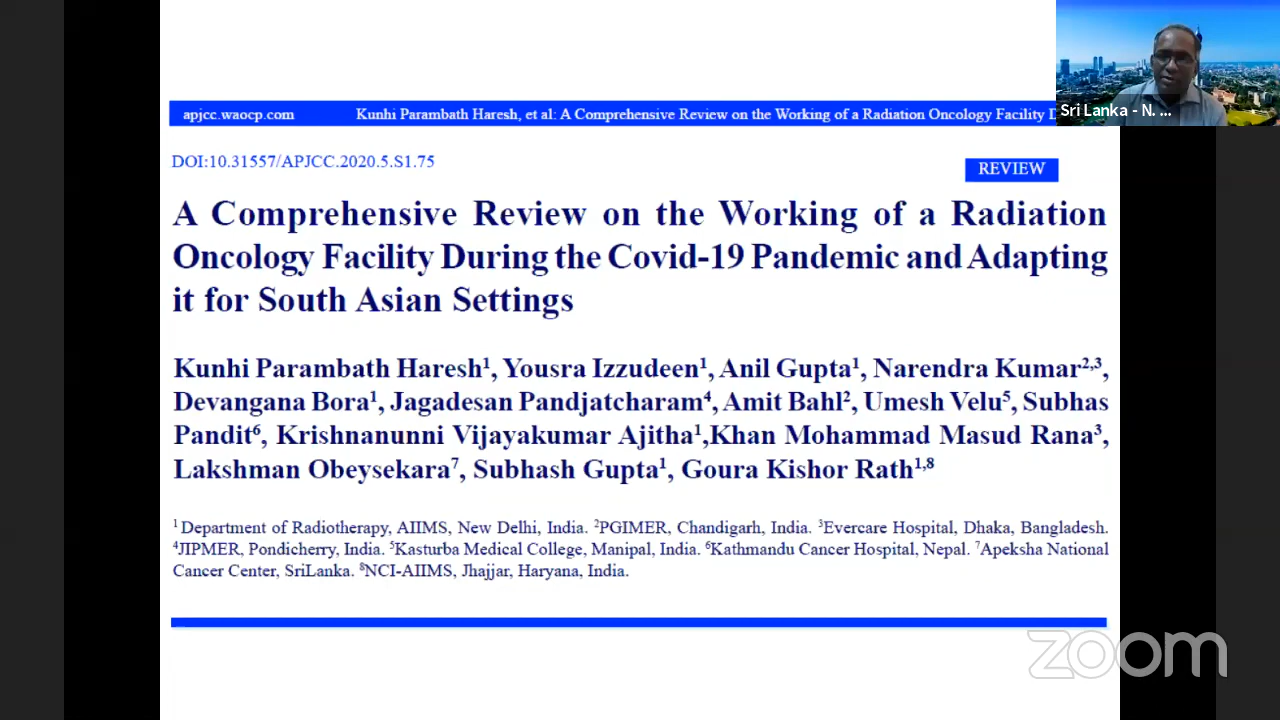 apjcc.waocp.com Kunhi Parambath Haresh, et al: A Comprehensive Review on the Working of a Radiation Oncology Facility D
Sri Lanka - N. ...
DOI:10.31557/APJCC.2020.5.S1.75
REVIEW
A Comprehensive Review on the Working of a Radiation
Oncology Facility During the Covid-19 Pandemic and Adapting
it for South Asian Settings
Kunhi Parambath Haresh¹, Yousra Izzudeen¹, Anil Gupta¹, Narendra Kumar²,³,
Devangana Bora¹, Jagadesan Pandjatcharam⁴, Amit Bahl², Umesh Velu⁵, Subhas
Pandit⁶, Krishnanunni Vijayakumar Ajitha¹,Khan Mohammad Masud Rana³,
Lakshman Obeysekara⁷, Subhash Gupta¹, Goura Kishor Rath¹,⁸
¹ Department of Radiotherapy, AIIMS, New Delhi, India. ²PGIMER, Chandigarh, India. ³Evercare Hospital, Dhaka, Bangladesh.
⁴JIPMER, Pondicherry, India. ⁵Kasturba Medical College, Manipal, India. ⁶Kathmandu Cancer Hospital, Nepal. ⁷Apeksha National
Cancer Center, SriLanka. ⁸NCI-AIIMS, Jhajjar, Haryana, India.
zoom